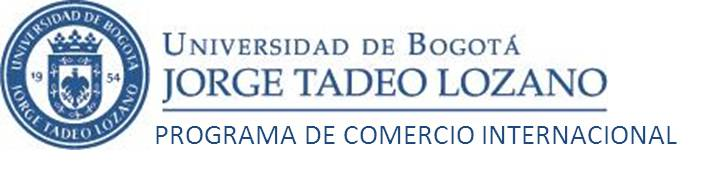 UNIVERSIDAD DE BOGOTÁ
JORGE TADEO LOZANO
19 54
UNIVERSIDAD DE BOGOTÁ
JORGE TADEO LOZANO
PROGRAMA DE COMERCIO INTERNACIONAL